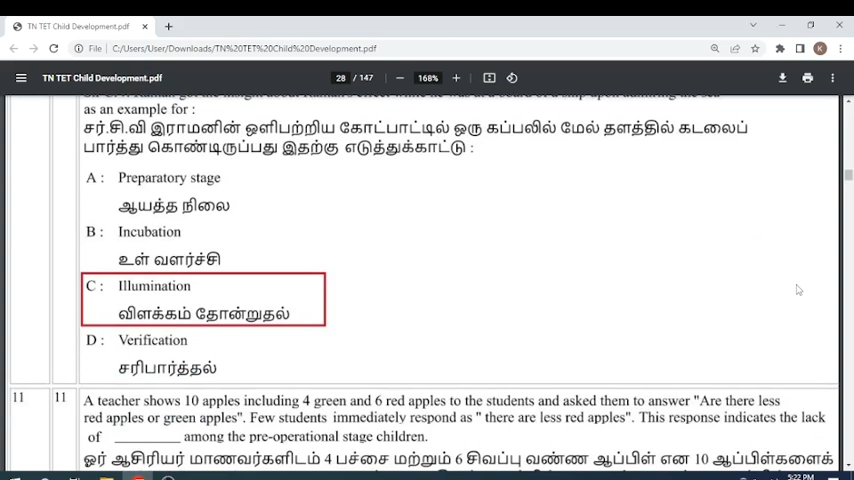 TN TET Child Development.pdf
File | C:/Users/User/Downloads/TN%20TET%20Child%20Development.pdf
K
TN TET Child Development.pdf
28 / 147
168%
as an example for :
சர்.சி.வி இராமனின் ஒளிபற்றிய கோட்பாட்டில் ஒரு கப்பலில் மேல் தளத்தில் கடலைப்
பார்த்து கொண்டிருப்பது இதற்கு எடுத்துக்காட்டு :
A : Preparatory stage
ஆயத்த நிலை
B : Incubation
உள் வளர்ச்சி
C : Illumination
விளக்கம் தோன்றுதல்
D : Verification
சரிபார்த்தல்
11 11 A teacher shows 10 apples including 4 green and 6 red apples to the students and asked them to answer "Are there less
red apples or green apples". Few students immediately respond as " there are less red apples". This response indicates the lack
of __________ among the pre-operational stage children.
ஓர் ஆசிரியர் மாணவர்களிடம் 4 பச்சை மற்றும் 6 சிவப்பு வண்ண ஆப்பிள் என 10 ஆப்பிள்களைக்
5:22 PM